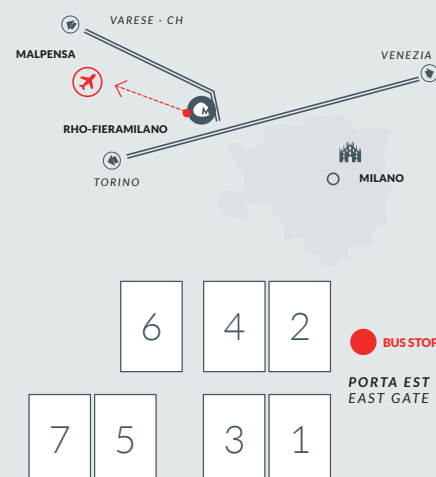 VARESE - CH
MALPENSA
VENEZIA
M
RHO-FIERAMILANO
TORINO
MILANO
6 4 2
BUS STOP
PORTA EST
EAST GATE
7 5 3 1